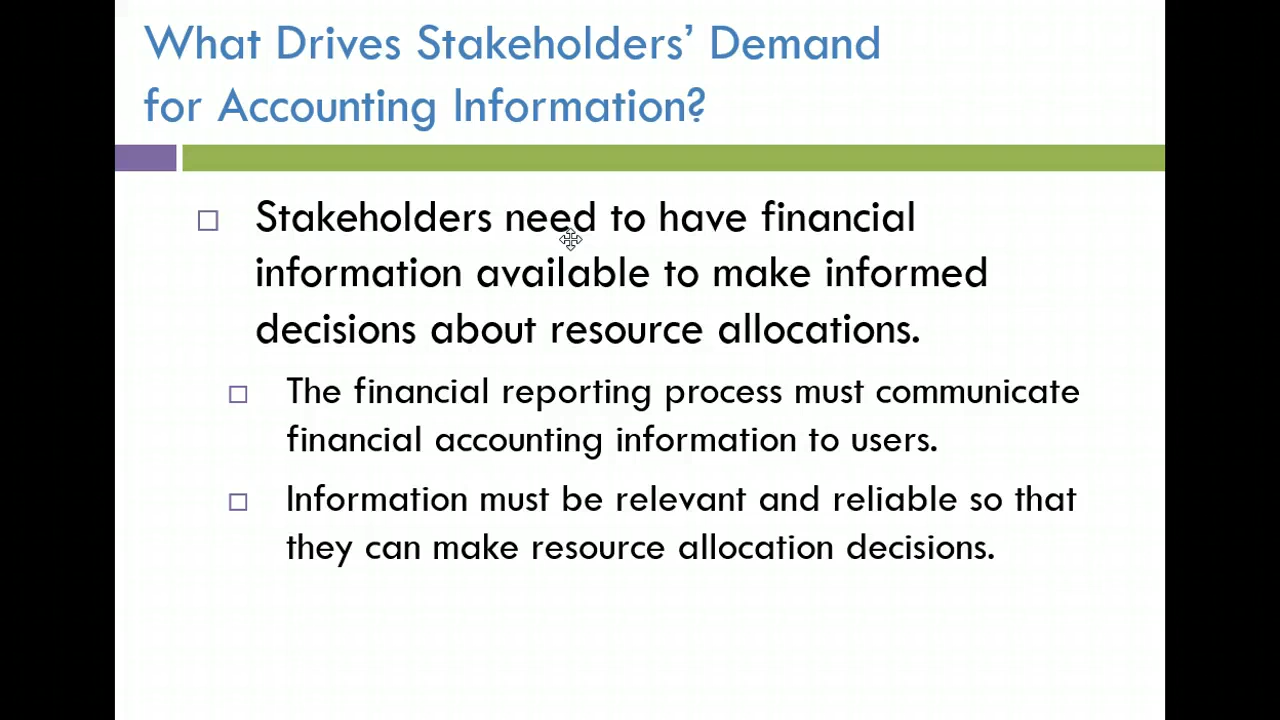 What Drives Stakeholders’ Demand
for Accounting Information?
Stakeholders need to have financial
information available to make informed
decisions about resource allocations.
The financial reporting process must communicate
financial accounting information to users.
Information must be relevant and reliable so that
they can make resource allocation decisions.